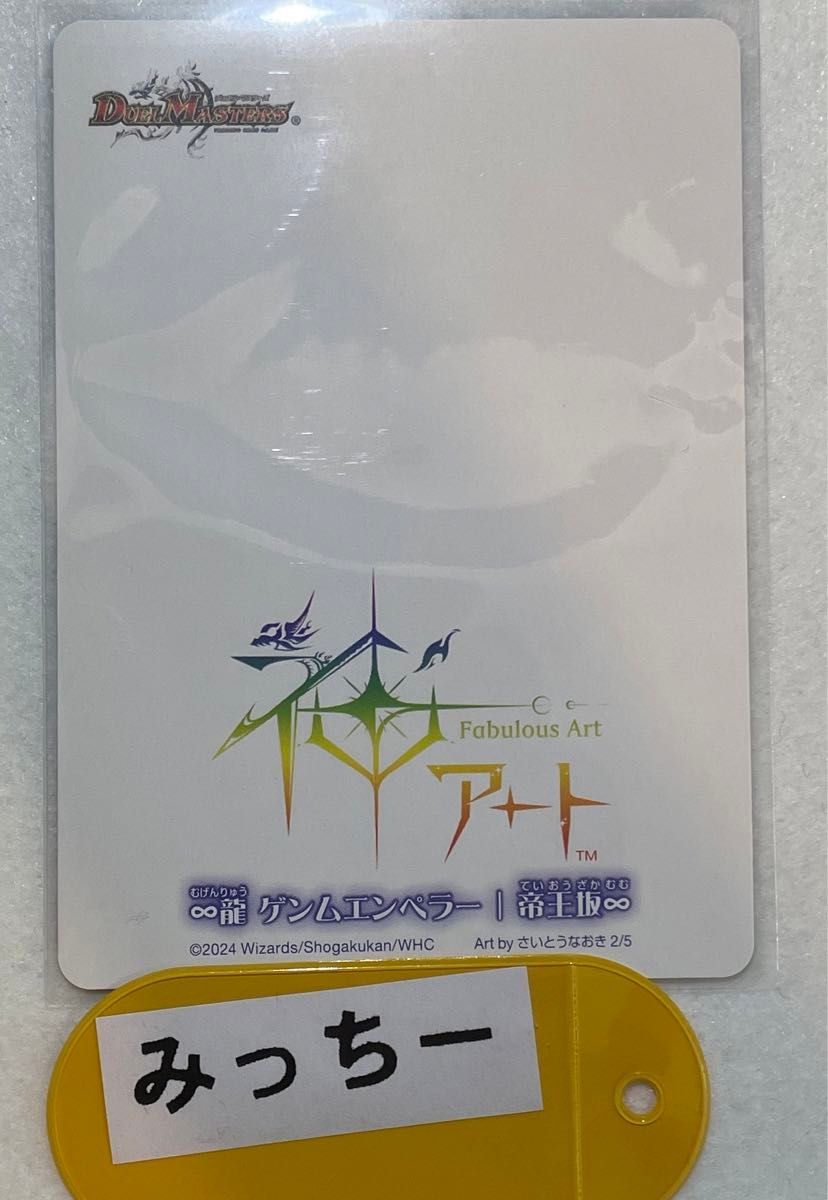 DUEL MASTERS®
神
Fabulous Art
アート™
むげんりゅう ていおうざかむむ
∞龍 ゲンムエンペラー | 帝王坂∞
©2024 Wizards/Shogakukan/WHC Art by さいとうなおき 2/5
みっちー